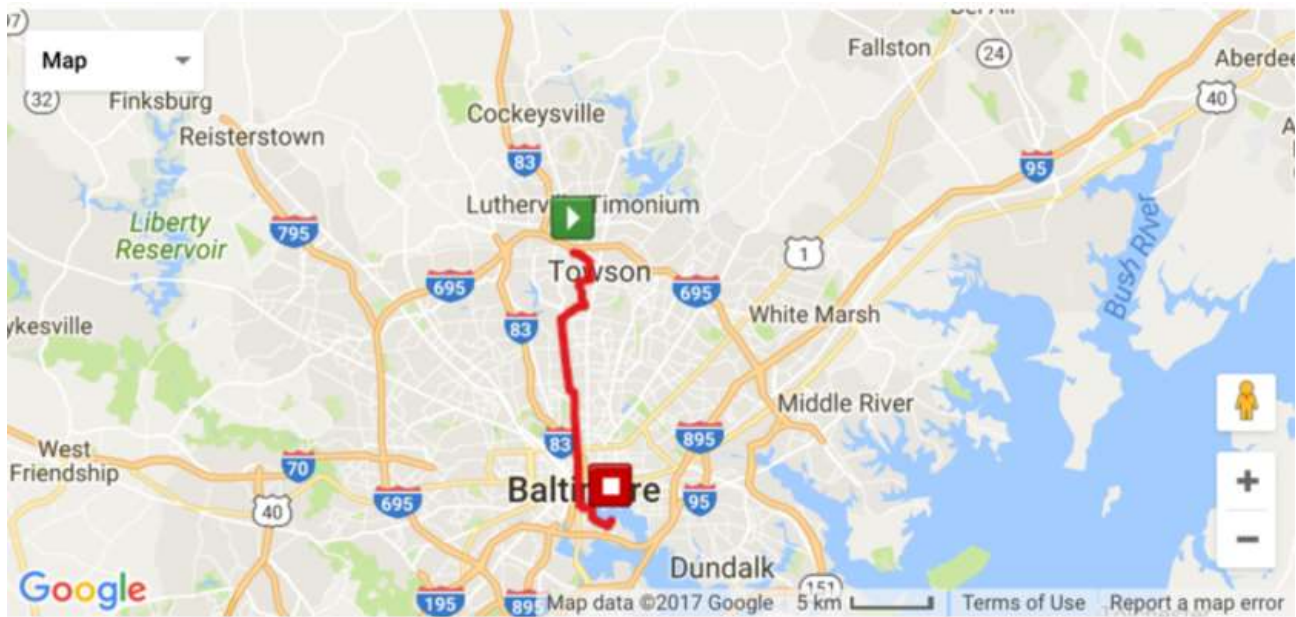 97
Bel Air
Map
Fallston
24
Aberdee
32
Finksburg
40
Cockeysville
Reisterstown
83
95
Lutherville Timonium
Liberty
Reservoir
795
1
Bush River
Towson
695
695
ykesville
83
White Marsh
Middle River
West
Friendship
83
895
70
Baltimore
695
95
40
+
−
Dundalk
Google
195
895
151
Map data ©2017 Google
5 km
Terms of Use
Report a map error